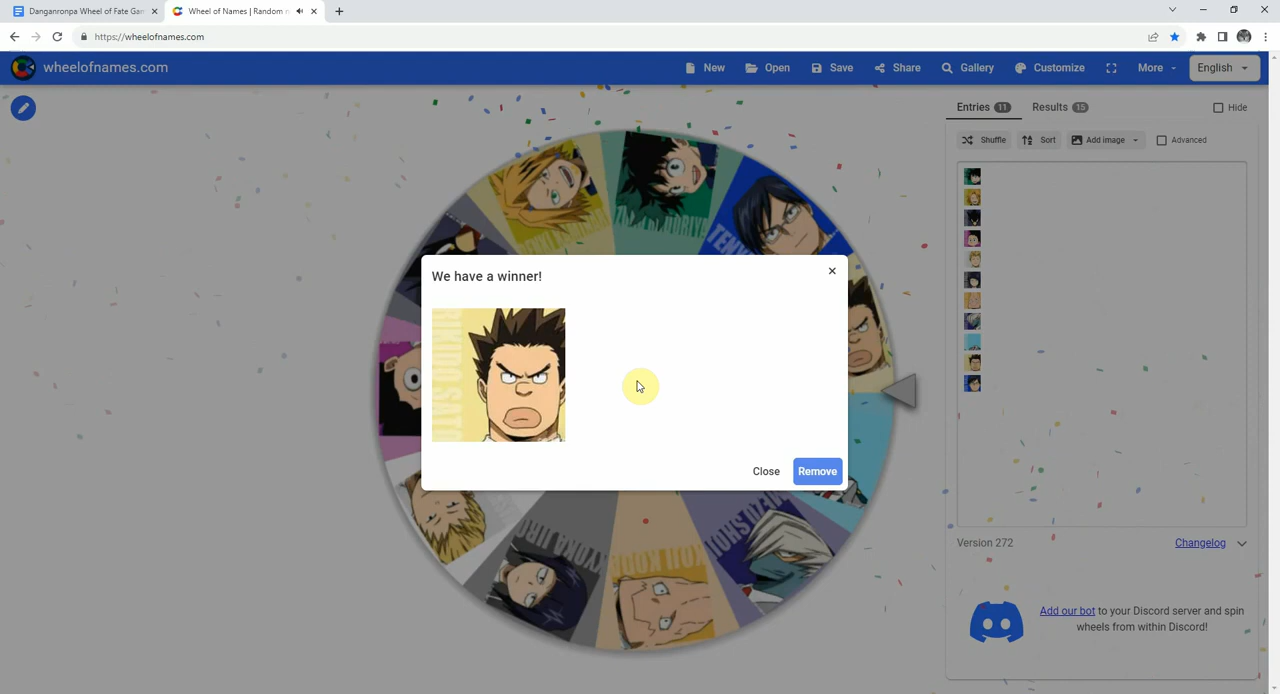 Danganronpa Wheel of Fate Gam
Wheel of Names | Random n
https://wheelofnames.com
wheelofnames.com
New
Open
Save
Share
Gallery
Customize
More
English
Entries 11
Results 15
Hide
Shuffle
Sort
Add image
Advanced
We have a winner!
RIKIDO SATO
Close
Remove
Version 272
Changelog
Add our bot to your Discord server and spin
wheels from within Discord!